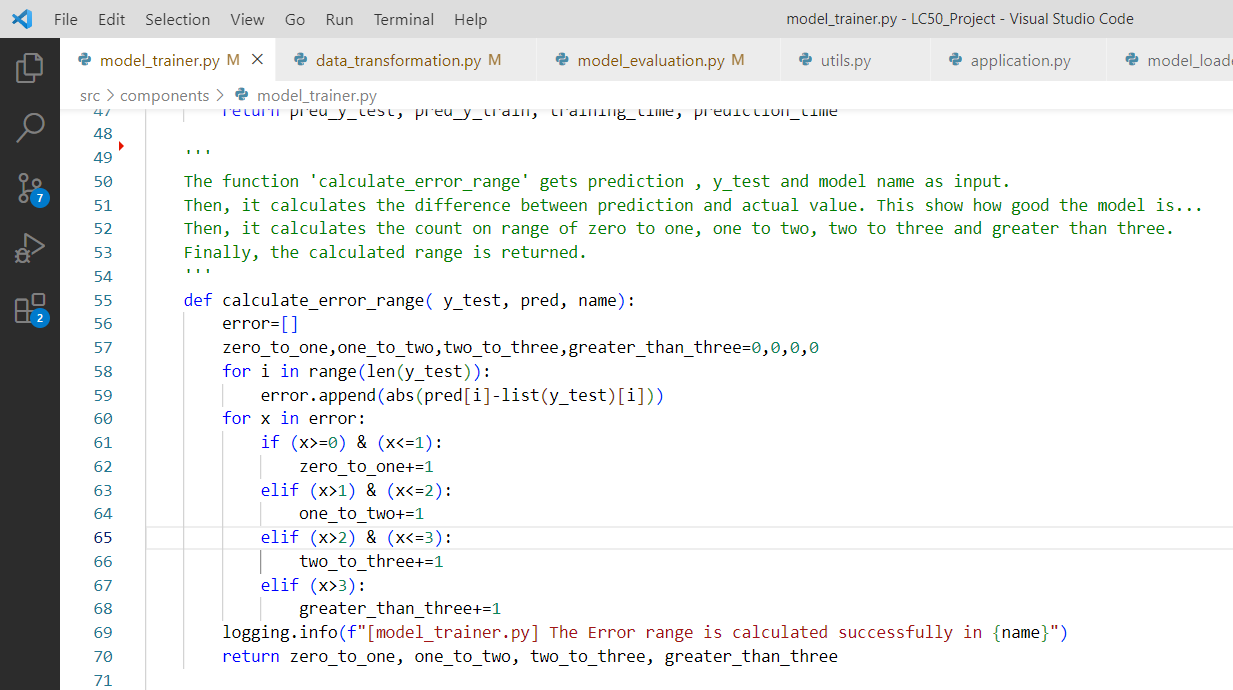 File Edit Selection View Go Run Terminal Help model_trainer.py - LC50_Project - Visual Studio Code
model_trainer.py M data_transformation.py M model_evaluation.py M utils.py application.py model_loade
src > components > model_trainer.py
47 return pred_y_test, pred_y_train, training_time, prediction_time
48
49 '''
50 The function 'calculate_error_range' gets prediction , y_test and model name as input.
51 Then, it calculates the difference between prediction and actual value. This show how good the model is...
52 Then, it calculates the count on range of zero to one, one to two, two to three and greater than three.
53 Finally, the calculated range is returned.
54 '''
55 def calculate_error_range( y_test, pred, name):
56 error=[]
57 zero_to_one,one_to_two,two_to_three,greater_than_three=0,0,0,0
58 for i in range(len(y_test)):
59 error.append(abs(pred[i]-list(y_test)[i]))
60 for x in error:
61 if (x>=0) & (x<=1):
62 zero_to_one+=1
63 elif (x>1) & (x<=2):
64 one_to_two+=1
65 elif (x>2) & (x<=3):
66 two_to_three+=1
67 elif (x>3):
68 greater_than_three+=1
69 logging.info(f"[model_trainer.py] The Error range is calculated successfully in {name}")
70 return zero_to_one, one_to_two, two_to_three, greater_than_three
71
7
2